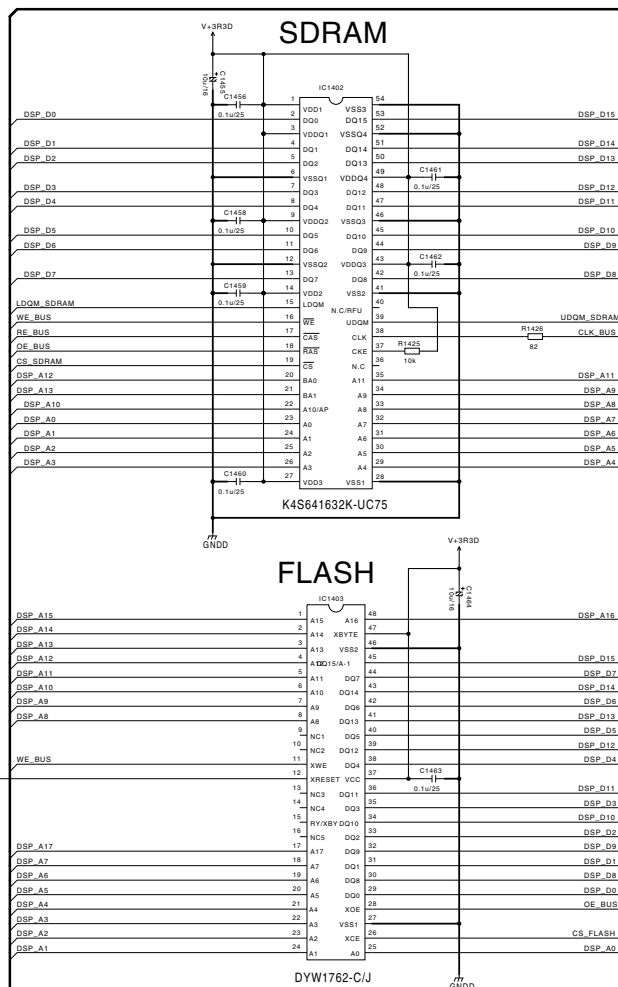 SDRAM
V+3R3D
C1455
10u/16
IC1402
C1456
0.1u/25
1 VDD1 VSS3 54
DSP_D0 2 DQ0 DQ15 53 DSP_D15
3 VDDQ1 VSSQ4 52
DSP_D1 4 DQ1 DQ14 51 DSP_D14
DSP_D2 5 DQ2 DQ13 50 DSP_D13
6 VSSQ1 VDDQ4 49 C1461 0.1u/25
DSP_D3 7 DQ3 DQ12 48 DSP_D12
DSP_D4 8 DQ4 DQ11 47 DSP_D11
C1458 0.1u/25 9 VDDQ2 VSSQ3 46
DSP_D5 10 DQ5 DQ10 45 DSP_D10
DSP_D6 11 DQ6 DQ9 44 DSP_D9
12 VSSQ2 VDDQ3 43 C1462 0.1u/25
DSP_D7 13 DQ7 DQ8 42 DSP_D8
C1459 0.1u/25 14 VDD2 VSS2 41
LDQM_SDRAM 15 LDQM N.C/RFU 40
WE_BUS 16 WE UDQM 39 UDQM_SDRAM
RE_BUS 17 CAS CLK 38 R1426 82 CLK_BUS
OE_BUS 18 RAS CKE 37 R1425 10k
CS_SDRAM 19 CS N.C 36
DSP_A12 20 BA0 A11 35 DSP_A11
DSP_A13 21 BA1 A9 34 DSP_A9
DSP_A10 22 A10/AP A8 33 DSP_A8
DSP_A0 23 A0 A7 32 DSP_A7
DSP_A1 24 A1 A6 31 DSP_A6
DSP_A2 25 A2 A5 30 DSP_A5
DSP_A3 26 A3 A4 29 DSP_A4
C1460 0.1u/25 27 VDD3 VSS1 28
K4S641632K-UC75
GNDD
FLASH
V+3R3D
C1464
10u/16
IC1403
DSP_A15 1 A15 A16 48 DSP_A16
DSP_A14 2 A14 XBYTE 47
DSP_A13 3 A13 VSS2 46
DSP_A12 4 A12 DQ15/A-1 45 DSP_D15
DSP_A11 5 A11 DQ7 44 DSP_D7
DSP_A10 6 A10 DQ14 43 DSP_D14
DSP_A9 7 A9 DQ6 42 DSP_D6
DSP_A8 8 A8 DQ13 41 DSP_D13
9 NC1 DQ5 40 DSP_D5
10 NC2 DQ12 39 DSP_D12
WE_BUS 11 XWE DQ4 38 DSP_D4
12 XRESET VCC 37 C1463 0.1u/25
13 NC3 DQ11 36 DSP_D11
14 NC4 DQ3 35 DSP_D3
15 RY/XBY DQ10 34 DSP_D10
16 NC5 DQ2 33 DSP_D2
DSP_A17 17 A17 DQ9 32 DSP_D9
DSP_A7 18 A7 DQ1 31 DSP_D1
DSP_A6 19 A6 DQ8 30 DSP_D8
DSP_A5 20 A5 DQ0 29 DSP_D0
DSP_A4 21 A4 XOE 28 OE_BUS
DSP_A3 22 A3 VSS1 27
DSP_A2 23 A2 XCE 26 CS_FLASH
DSP_A1 24 A1 A0 25 DSP_A0
DYW1762-C/J
GNDD